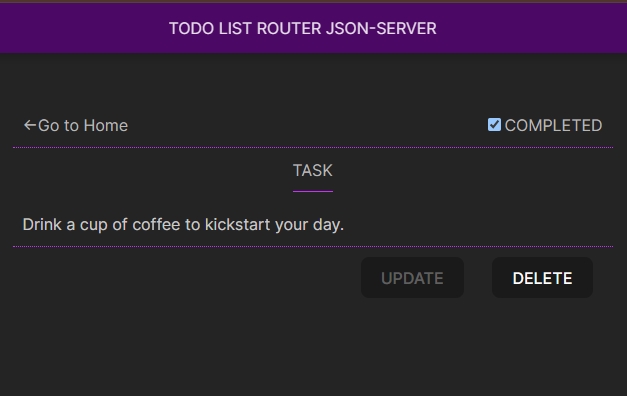 TODO LIST ROUTER JSON-SERVER
←Go to Home COMPLETED
TASK
Drink a cup of coffee to kickstart your day.
UPDATE DELETE